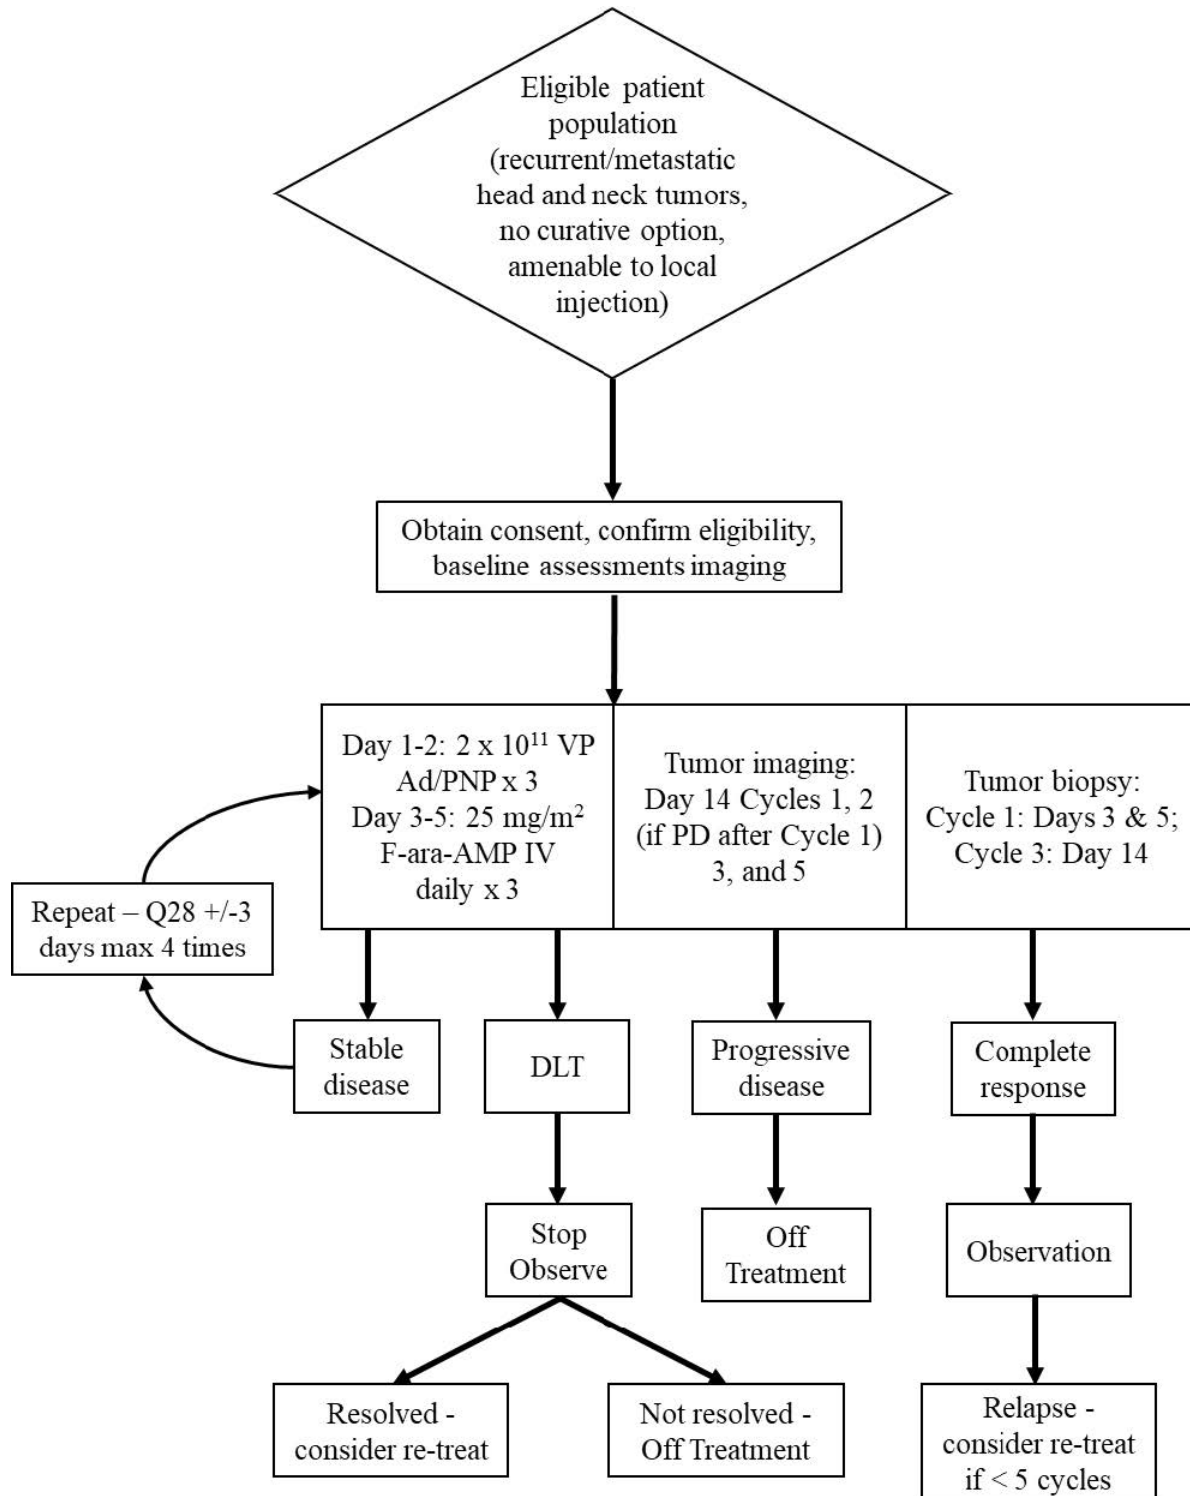 Eligible patient
population
(recurrent/metastatic
head and neck tumors,
no curative option,
amenable to local
injection)
Obtain consent, confirm eligibility,
baseline assessments imaging
Day 1-2: 2 x 10¹¹ VP
Ad/PNP x 3
Day 3-5: 25 mg/m²
F-ara-AMP IV
daily x 3
Tumor imaging:
Day 14 Cycles 1, 2
(if PD after Cycle 1)
3, and 5
Tumor biopsy:
Cycle 1: Days 3 & 5;
Cycle 3: Day 14
Repeat – Q28 +/-3
days max 4 times
Stable
disease
DLT
Progressive
disease
Complete
response
Stop
Observe
Off
Treatment
Observation
Resolved -
consider re-treat
Not resolved -
Off Treatment
Relapse -
consider re-treat
if < 5 cycles